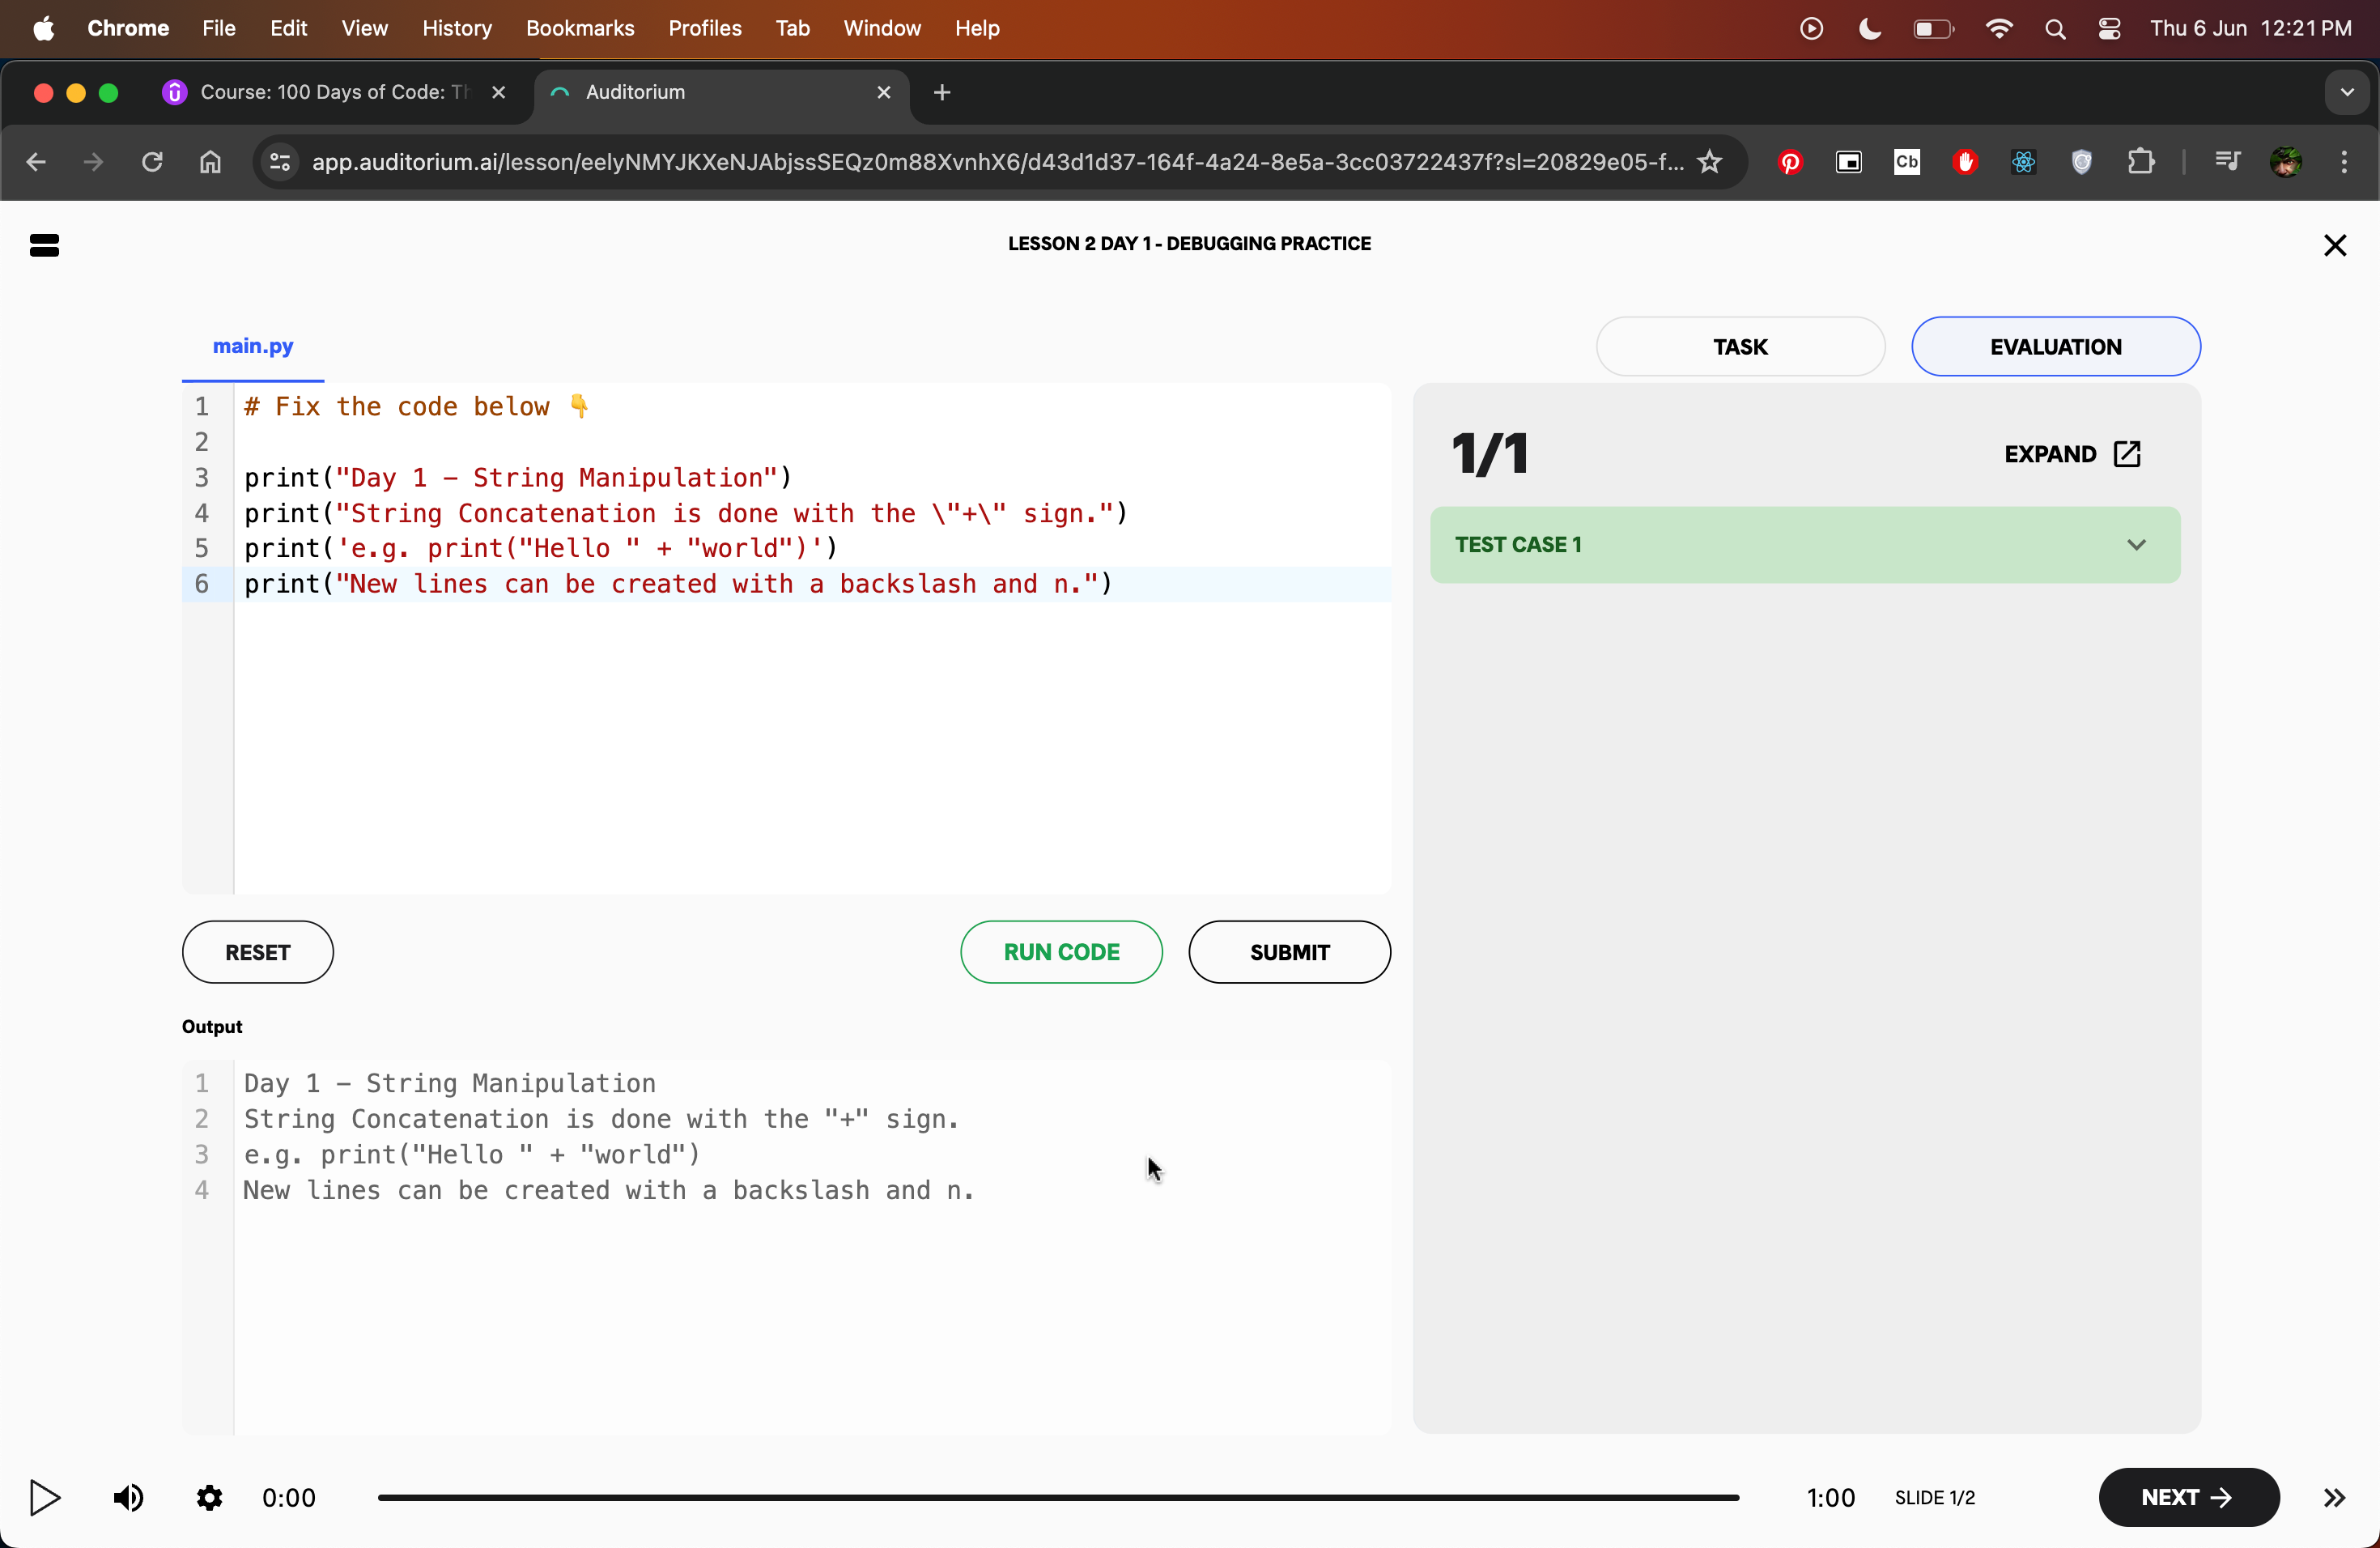 Chrome File Edit View History Bookmarks Profiles Tab Window Help Thu 6 Jun 12:21 PM
Course: 100 Days of Code: Auditorium
app.auditorium.ai/lesson/eelyNMYJKXeNJAbjssSEQz0m88XvnhX6/d43d1d37-164f-4a24-8e5a-3cc03722437f?sl=20829e05-f... Cb
LESSON 2 DAY 1 - DEBUGGING PRACTICE
main.py
TASK EVALUATION
1 # Fix the code below 👇
2
3 print("Day 1 - String Manipulation")
4 print("String Concatenation is done with the \"+\" sign.")
5 print('e.g. print("Hello " + "world")')
6 print("New lines can be created with a backslash and n.")
1/1 EXPAND
TEST CASE 1
RESET RUN CODE SUBMIT
Output
1 Day 1 - String Manipulation
2 String Concatenation is done with the "+" sign.
3 e.g. print("Hello " + "world")
4 New lines can be created with a backslash and n.
0:00 1:00 SLIDE 1/2 NEXT